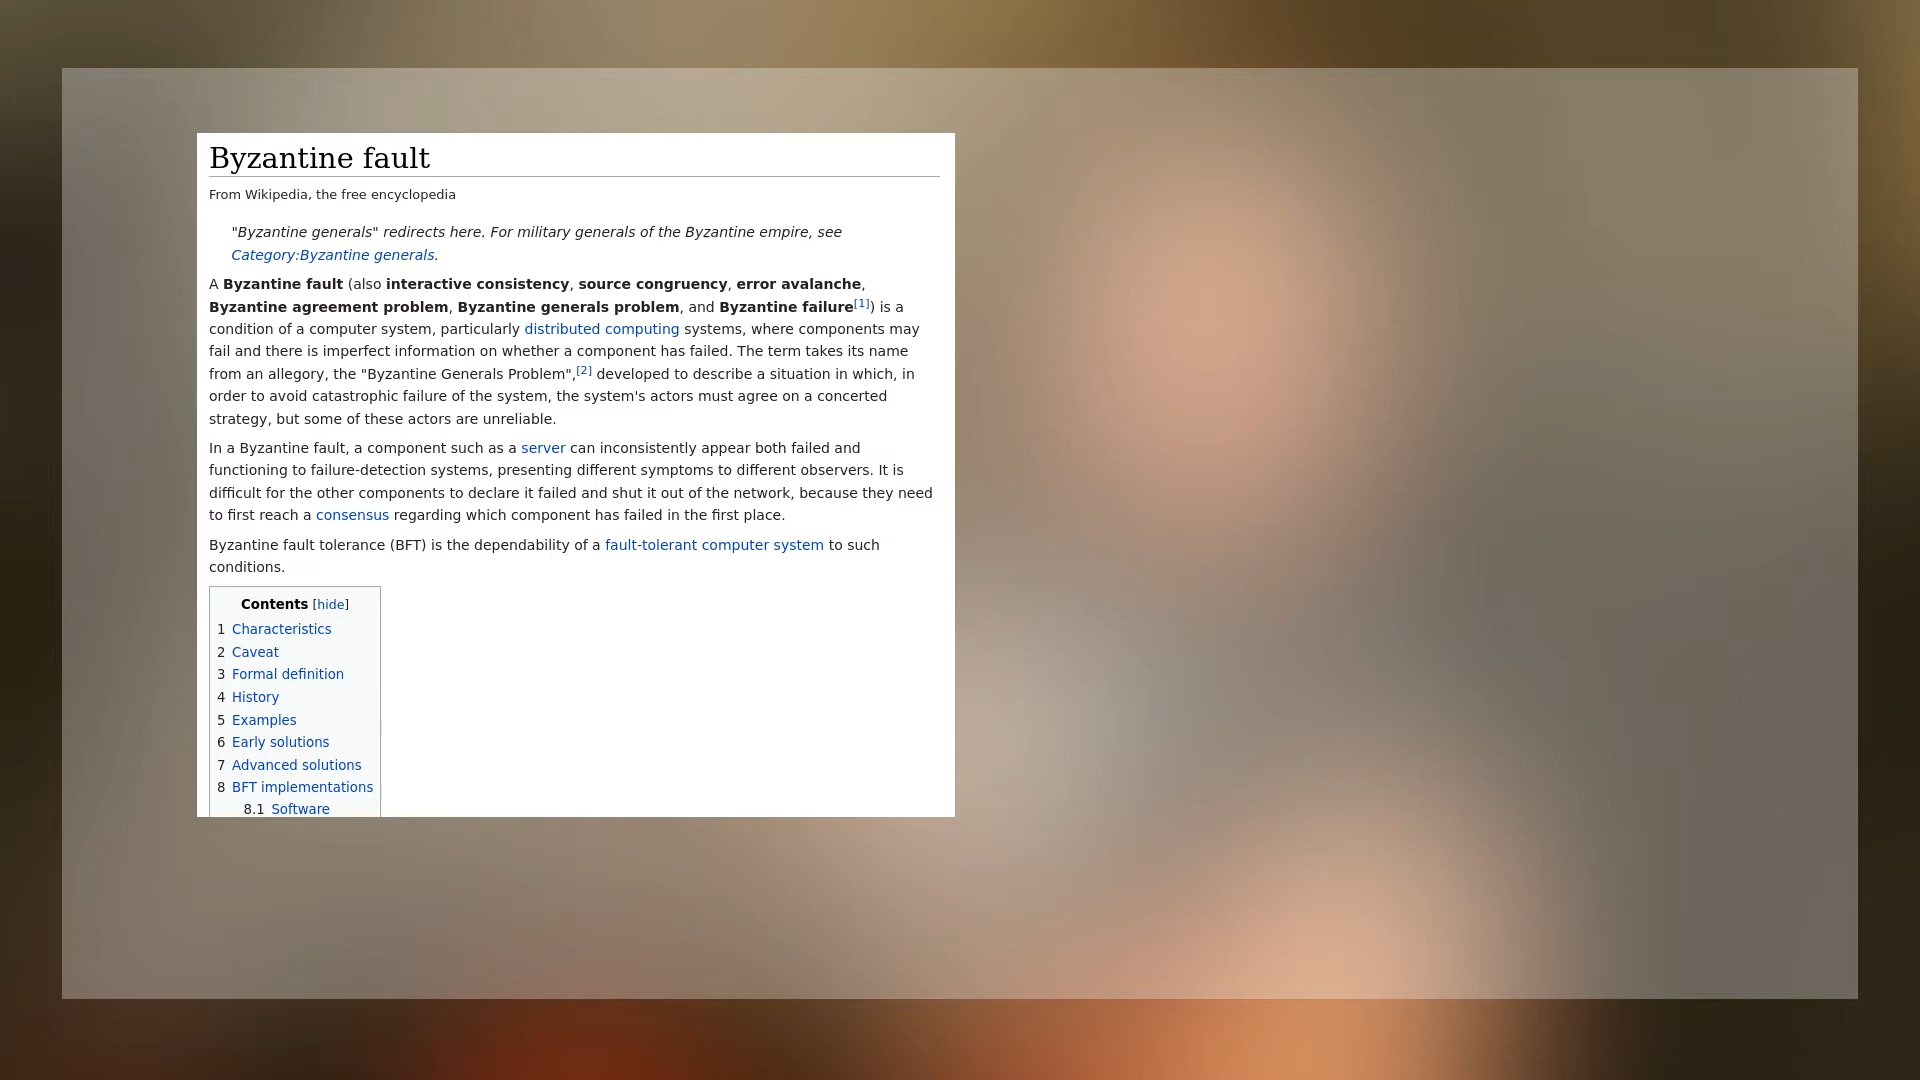 Byzantine fault
From Wikipedia, the free encyclopedia
"Byzantine generals" redirects here. For military generals of the Byzantine empire, see
Category:Byzantine generals.
A Byzantine fault (also interactive consistency, source congruency, error avalanche,
Byzantine agreement problem, Byzantine generals problem, and Byzantine failure[1]) is a
condition of a computer system, particularly distributed computing systems, where components may
fail and there is imperfect information on whether a component has failed. The term takes its name
from an allegory, the "Byzantine Generals Problem",[2] developed to describe a situation in which, in
order to avoid catastrophic failure of the system, the system's actors must agree on a concerted
strategy, but some of these actors are unreliable.
In a Byzantine fault, a component such as a server can inconsistently appear both failed and
functioning to failure-detection systems, presenting different symptoms to different observers. It is
difficult for the other components to declare it failed and shut it out of the network, because they need
to first reach a consensus regarding which component has failed in the first place.
Byzantine fault tolerance (BFT) is the dependability of a fault-tolerant computer system to such
conditions.
Contents [hide]
1 Characteristics
2 Caveat
3 Formal definition
4 History
5 Examples
6 Early solutions
7 Advanced solutions
8 BFT implementations
8.1 Software